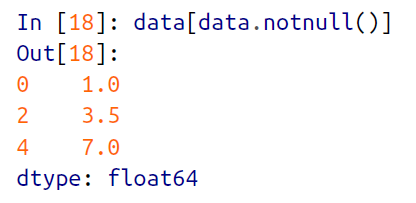 In [18]: data[data.notnull()]
Out[18]:
0    1.0
2    3.5
4    7.0
dtype: float64